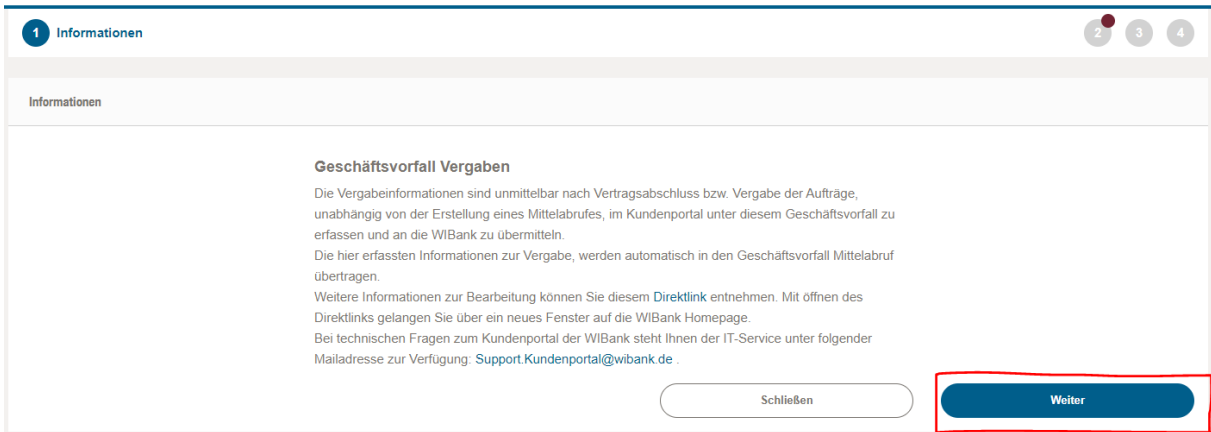 1 Informationen 2 3 4
Informationen
Geschäftsvorfall Vergaben
Die Vergabeinformationen sind unmittelbar nach Vertragsabschluss bzw. Vergabe der Aufträge,
unabhängig von der Erstellung eines Mittelabrufes, im Kundenportal unter diesem Geschäftsvorfall zu
erfassen und an die WIBank zu übermitteln.
Die hier erfassten Informationen zur Vergabe, werden automatisch in den Geschäftsvorfall Mittelabruf
übertragen.
Weitere Informationen zur Bearbeitung können Sie diesem Direktlink entnehmen. Mit öffnen des
Direktlinks gelangen Sie über ein neues Fenster auf die WIBank Homepage.
Bei technischen Fragen zum Kundenportal der WIBank steht Ihnen der IT-Service unter folgender
Mailadresse zur Verfügung: Support.Kundenportal@wibank.de .
Schließen Weiter